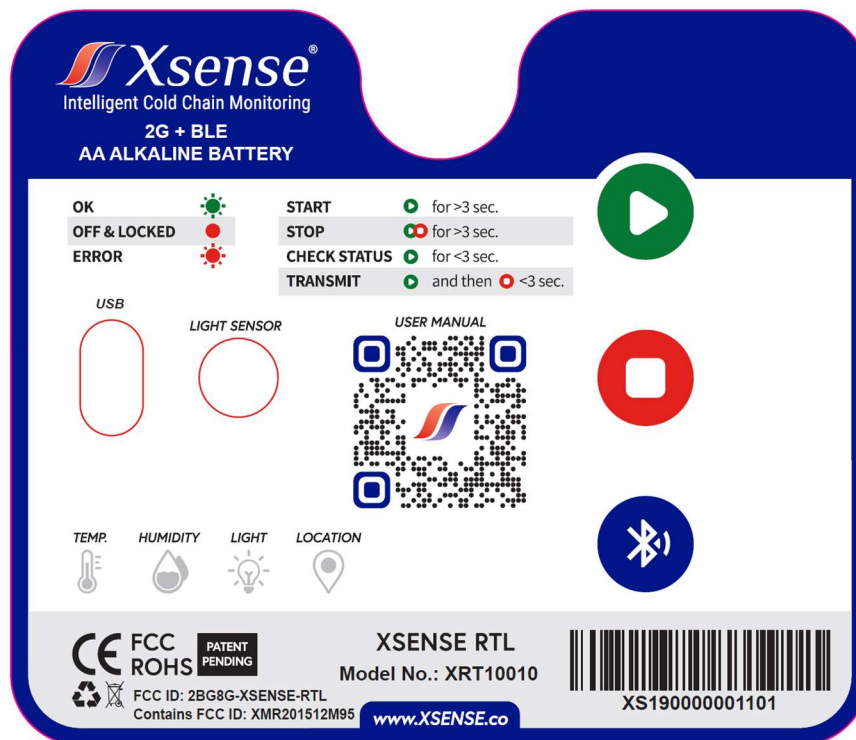 Xsense®
Intelligent Cold Chain Monitoring
2G + BLE
AA ALKALINE BATTERY
OK
OFF & LOCKED
ERROR
START for >3 sec.
STOP for >3 sec.
CHECK STATUS for <3 sec.
TRANSMIT and then <3 sec.
USB
LIGHT SENSOR
USER MANUAL
TEMP. HUMIDITY LIGHT LOCATION
CE FCC
ROHS
PATENT
PENDING
FCC ID: 2BG8G-XSENSE-RTL
Contains FCC ID: XMR201512M95
XSENSE RTL
Model No.: XRT10010
www.XSENSE.co
XS190000001101